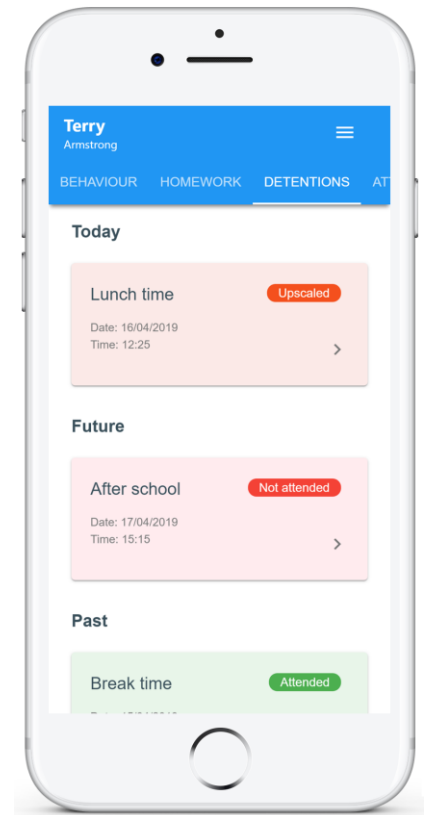 Terry
Armstrong
BEHAVIOUR HOMEWORK DETENTIONS
Today
Lunch time Upscaled
Date: 16/04/2019
Time: 12:25
Future
After school Not attended
Date: 17/04/2019
Time: 15:15
Past
Break time Attended